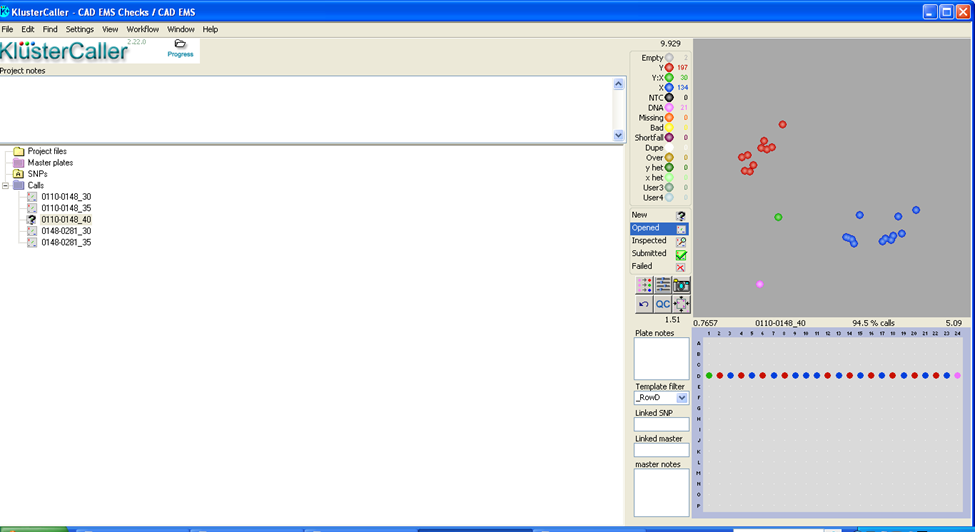 KlusterCaller - CAD EMS Checks / CAD EMS
File Edit Find Settings View Workflow Window Help
KlusterCaller 2.22.0 Progress
Project notes
Project files
Master plates
SNPs
Calls
0110-0148_30
0110-0148_35
0110-0148_40
0148-0281_30
0148-0281_35
9.929
Empty 2
Y 197
Y:X 30
X 134
NTC 0
DNA 21
Missing 0
Bad 0
Shortfall 0
Dupe
Over 0
y het 0
x het
User3 0
User4 0
New
Opened
Inspected
Submitted
Failed
QC
1.51
0.7657 0110-0148_40 94.5 % calls 5.09
Plate notes
Template filter
_RowD
Linked SNP
Linked master
master notes
1 2 3 4 5 6 7 8 9 10 11 12 13 14 15 16 17 18 19 20 21 22 23 24
A
B
C
D
E
F
G
H
I
J
K
L
M
N
O
P